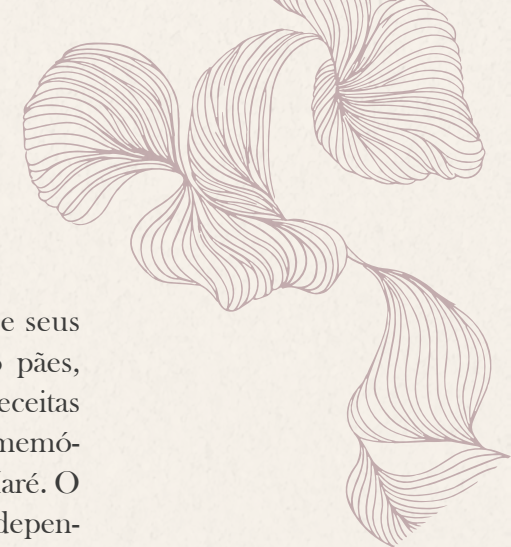 e seus
pães,
eceitas
memó-
aré. O
depen-